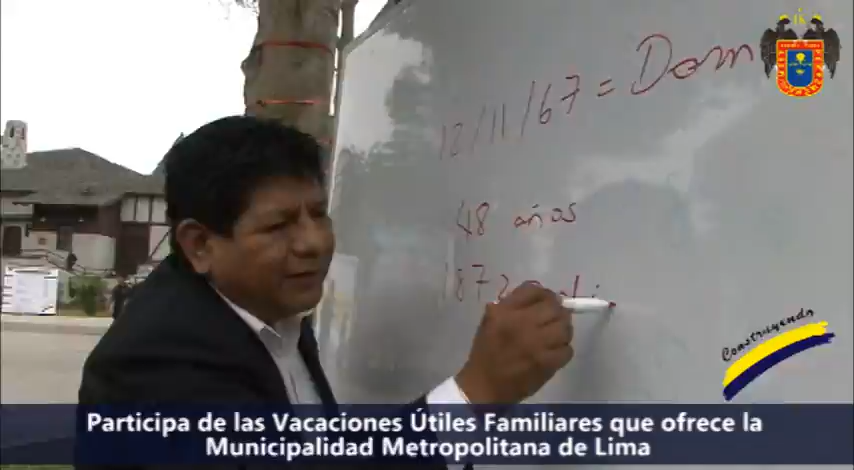 12/11/67 = Dom
48 años
Construyendo
Participa de las Vacaciones Útiles Familiares que ofrece la
Municipalidad Metropolitana de Lima